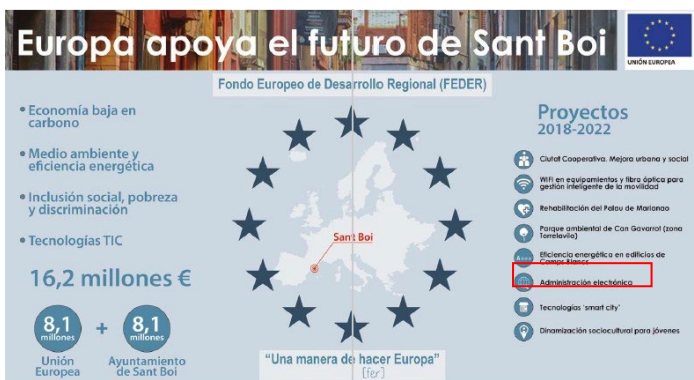 Europa apoya el futuro de Sant Boi
UNIÓN EUROPEA
Fondo Europeo de Desarrollo Regional (FEDER)
• Economía baja en
carbono
• Medio ambiente y
eficiencia energética
• Inclusión social, pobreza
y discriminación
• Tecnologías TIC
16,2 millones €
8,1
millones
+
8,1
millones
Unión
Europea
Ayuntamiento
de Sant Boi
Sant Boi
"Una manera de hacer Europa"
[fer]
Proyectos
2018-2022
Ciutat Cooperativa. Mejora urbana y social
WiFi en equipamientos y fibra óptica para
gestión inteligente de la movilidad
Rehabilitación del Palau de Marianao
Parque ambiental de Can Gavarot (zona
Torrelavila)
Eficiencia energética en edificios de
Camps Blancs
Administración electrónica
Tecnologías 'smart city'
Dinamización sociocultural para jóvenes